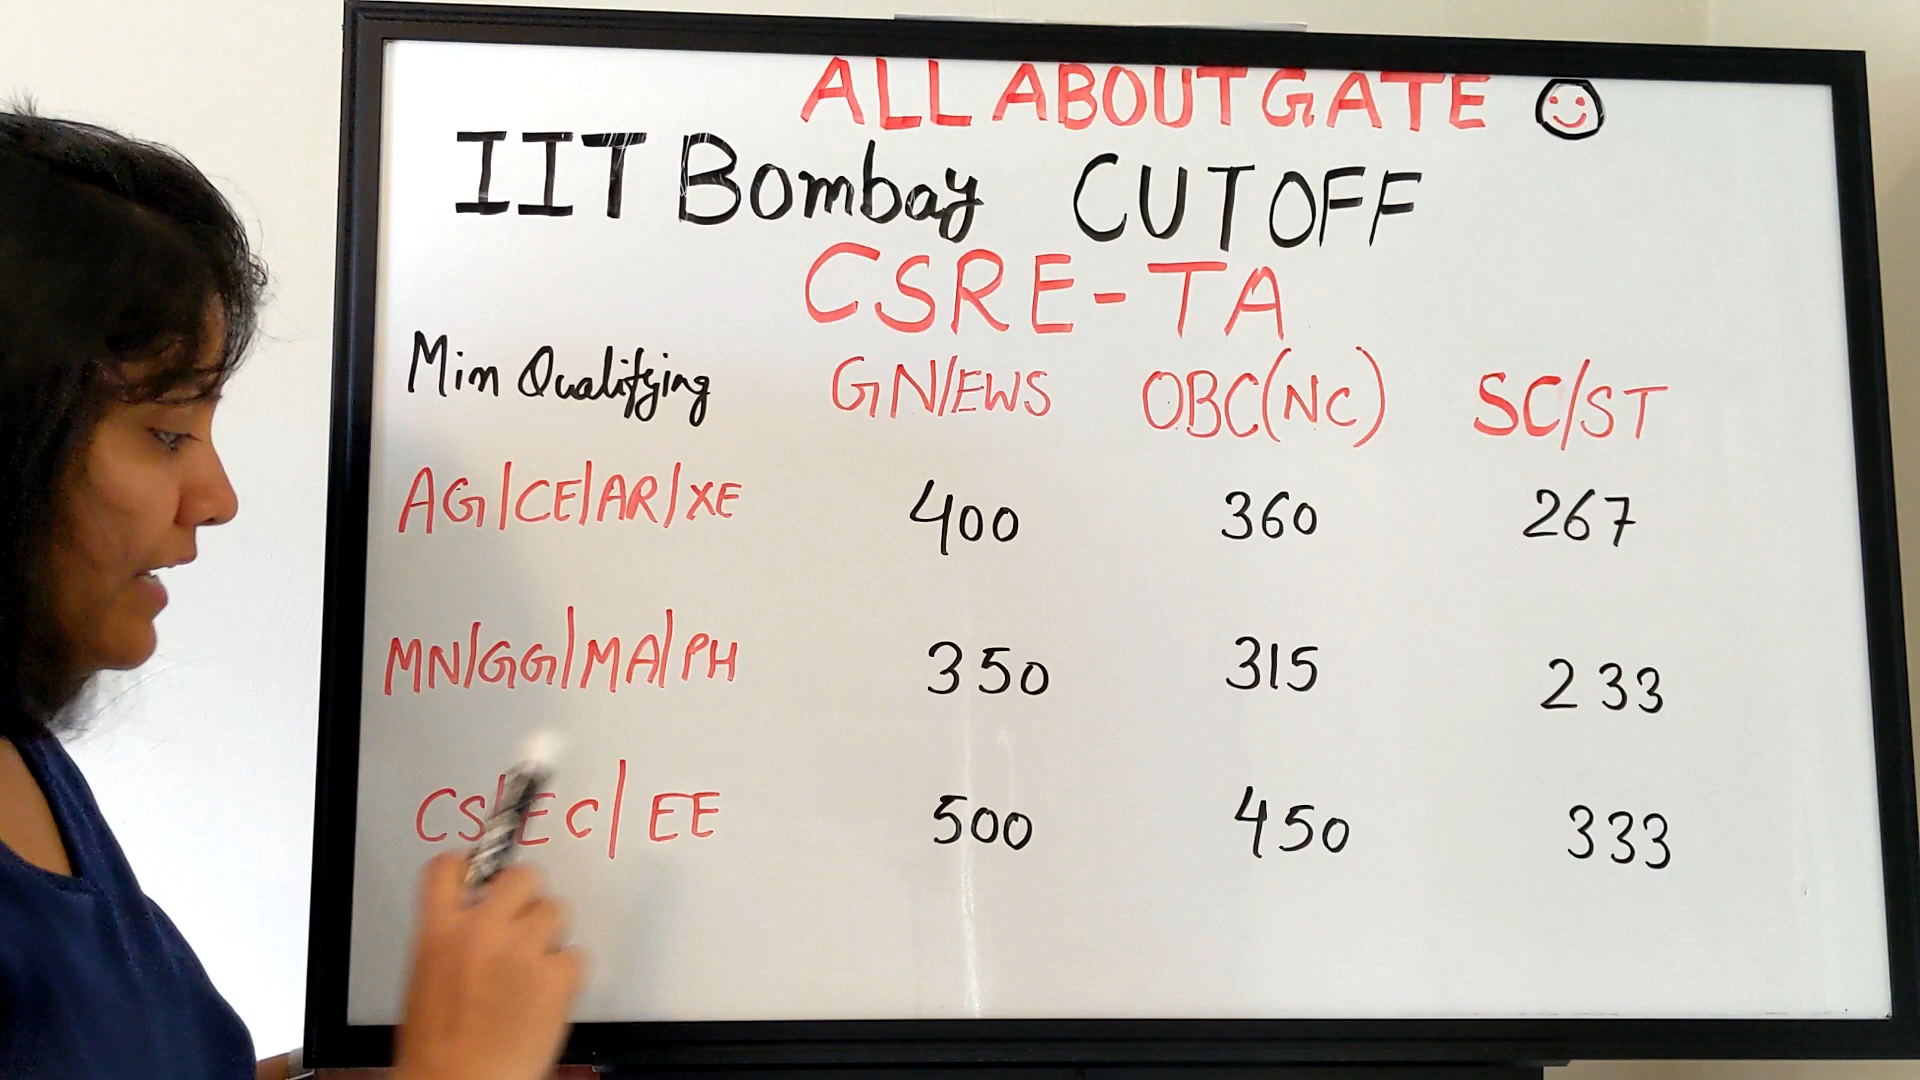 ALL ABOUT GATE
IIT Bombay CUTOFF
CSRE-TA
Min Qualifying GN/EWS OBC(NC) SC/ST
AG/CE/AR/XE 400 360 267
MN/GG/MA/PH 350 315 233
CS/EC/EE 500 450 333